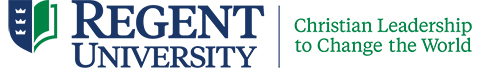 REGENT
UNIVERSITY
Christian Leadership
to Change the World